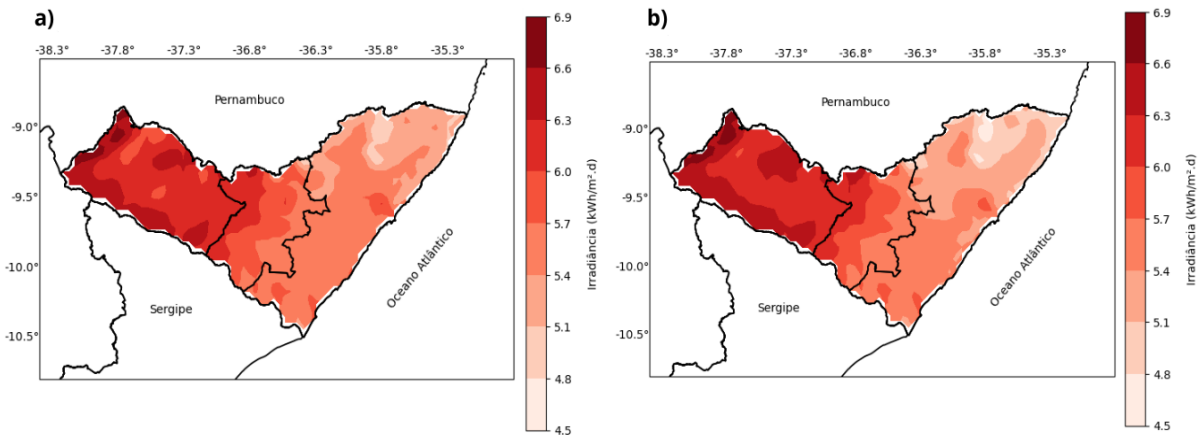 a)
-38.3° -37.8° -37.3° -36.8° -36.3° -35.8° -35.3°
-9.0°
-9.5°
-10.0°
-10.5°
Pernambuco
Sergipe
Oceano Atlântico
6.9
6.6
6.3
6.0
5.7
5.4
5.1
4.8
4.5
Irradiância (kWh/m².d)
b)
-38.3° -37.8° -37.3° -36.8° -36.3° -35.8° -35.3°
-9.0°
-9.5°
-10.0°
-10.5°
Pernambuco
Sergipe
Oceano Atlântico
6.9
6.6
6.3
6.0
5.7
5.4
5.1
4.8
4.5
Irradiância (kWh/m².d)